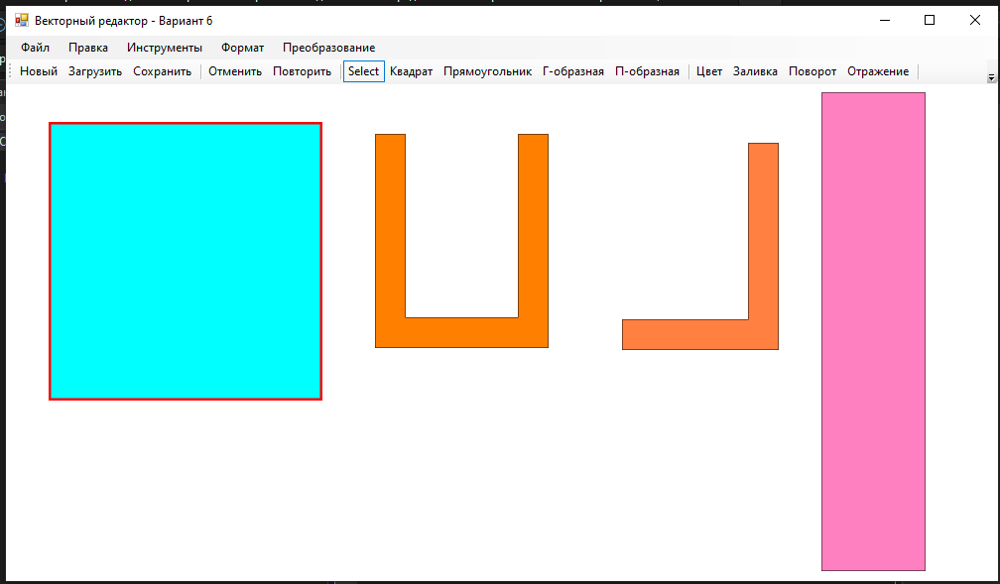 Векторный редактор - Вариант 6
Файл Правка Инструменты Формат Преобразование
Новый Загрузить Сохранить Отменить Повторить Select Квадрат Прямоугольник Г-образная П-образная Цвет Заливка Поворот Отражение